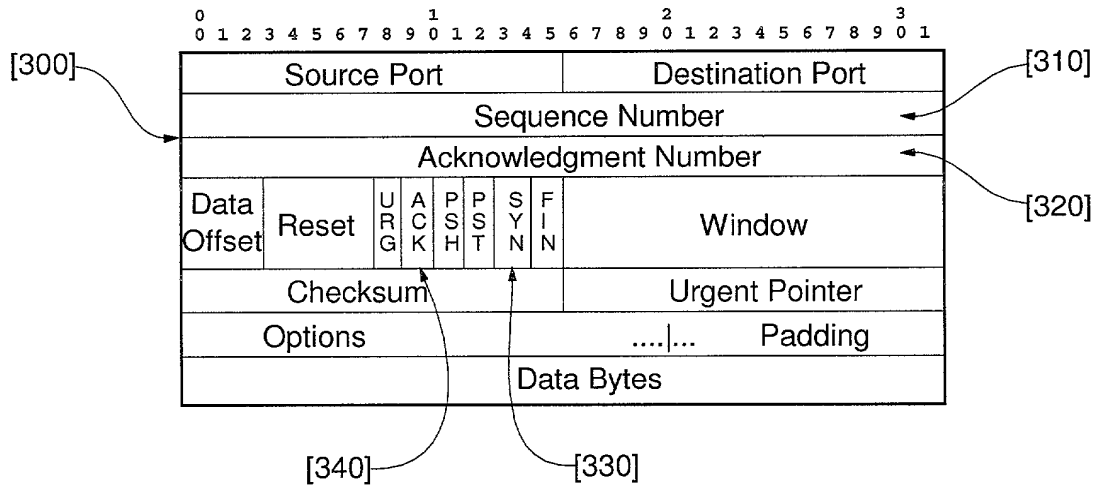 0 1 2 3
0 1 2 3 4 5 6 7 8 9 0 1 2 3 4 5 6 7 8 9 0 1 2 3 4 5 6 7 8 9 0 1
[300]
Source Port Destination Port
[310]
Sequence Number
Acknowledgment Number
[320]
Data Offset Reset URG ACK PSH PST SYN FIN Window
Checksum Urgent Pointer
Options ....|... Padding
Data Bytes
[340] [330]